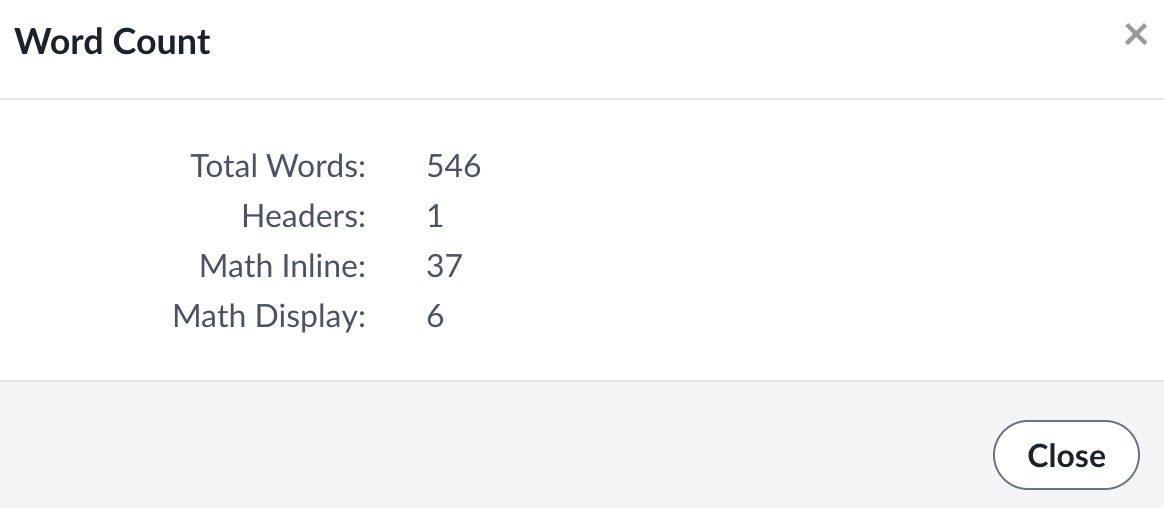 Word Count ×
Total Words: 546
Headers: 1
Math Inline: 37
Math Display: 6
Close